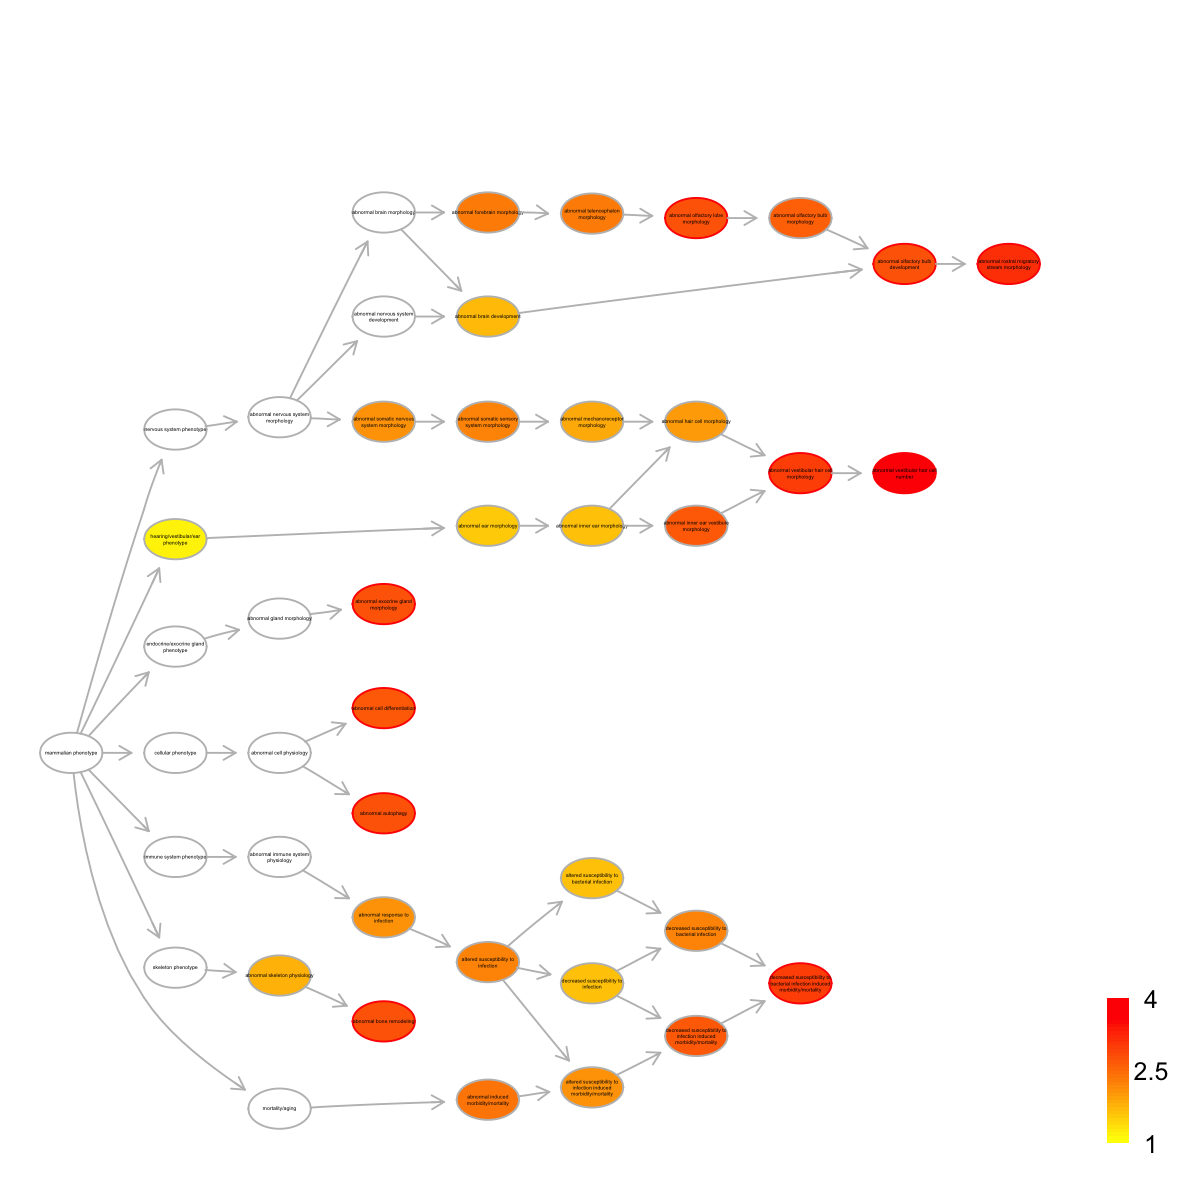 abnormal brain morphology
abnormal forebrain morphology
abnormal telencephalon
morphology
abnormal olfactory lobe
morphology
abnormal olfactory bulb
morphology
abnormal olfactory bulb
development
abnormal rostral migratory
stream morphology
abnormal nervous system
development
abnormal brain development
nervous system phenotype
abnormal nervous system
morphology
abnormal somatic nervous
system morphology
abnormal somatic sensory
system morphology
abnormal mechanoreceptor
morphology
abnormal hair cell morphology
abnormal vestibular hair cell
morphology
abnormal vestibular hair cell
number
hearing/vestibular/ear
phenotype
abnormal ear morphology
abnormal inner ear morphology
abnormal inner ear vestibule
morphology
endocrine/exocrine gland
phenotype
abnormal gland morphology
abnormal exocrine gland
morphology
abnormal cell differentiation
mammalian phenotype
cellular phenotype
abnormal cell physiology
abnormal autophagy
immune system phenotype
abnormal immune system
physiology
abnormal response to
infection
altered susceptibility to
infection
altered susceptibility to
bacterial infection
decreased susceptibility to
bacterial infection
decreased susceptibility to
infection
decreased susceptibility to
bacterial infection induced
morbidity/mortality
decreased susceptibility to
infection induced
morbidity/mortality
skeleton phenotype
abnormal skeleton physiology
abnormal bone remodeling
mortality/aging
abnormal induced
morbidity/mortality
altered susceptibility to
infection induced
morbidity/mortality
4
2.5
1